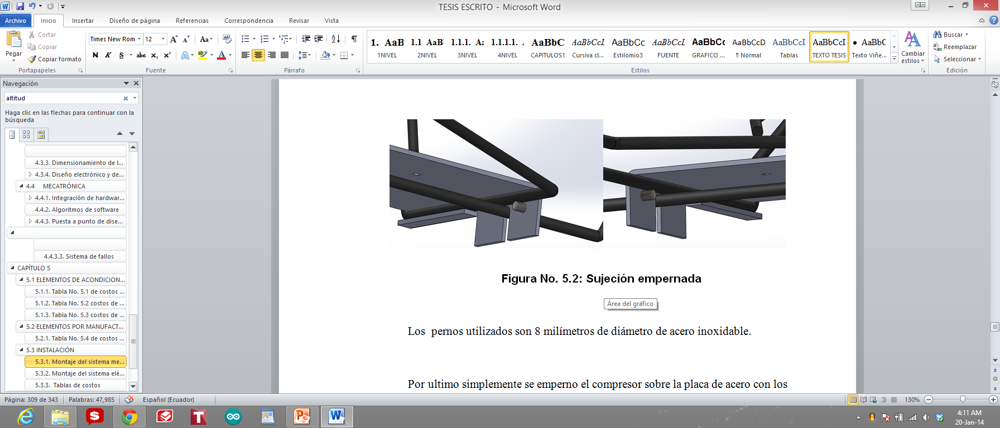 TESIS ESCRITO - Microsoft Word
Archivo Inicio Insertar Diseño de página Referencias Correspondencia Revisar Vista
Pegar
Cortar
Copiar
Copiar formato
Portapapeles
Times New Rom 12
N K S abc x₂ x²
Fuente
Párrafo
1. AaB 1.1 AaB 1.1.1. Aa 1.1.1.1. AaBbC AaBbCcI AaBbCc AaBbCcL AaBbCc AaBbCcD AaBbCcI AaBbCcI • AaBbC
1NIVEL 2NIVEL 3NIVEL 4NIVEL CAPITULOS1 Cursiva cl... Estilomio3 FUENTE GRAFICO ... ¶ Normal Tablas TEXTO TESIS Texto Viñe...
Estilos
Cambiar estilos
Buscar
Reemplazar
Seleccionar
Edición
Navegación
altitud
Haga clic en las flechas para continuar con la
búsqueda
4.3.3. Dimensionamiento de l...
4.3.4. Diseño electrónico y de...
4.4 MECATRÓNICA
4.4.1. Integración de hardwar...
4.4.2. Algoritmos de software
4.4.3. Puesta a punto de dise...
4.4.3.3. Sistema de fallos
CAPÍTULO 5
5.1 ELEMENTOS DE ACONDICION...
5.1.1. Tabla No. 5.1 de costos ...
5.1.2. Tabla No. 5.2 costos de ...
5.1.3. Tabla No. 5.3 costos de ...
5.2 ELEMENTOS POR MANUFACT...
5.2.1. Tabla No. 5.4 de costos ...
5.3 INSTALACIÓN
5.3.1. Montaje del sistema me...
5.3.2. Montaje del sistema elé...
5.3.3. Tablas de costos
Figura No. 5.2: Sujeción empernada
Área del gráfico
Los pernos utilizados son 8 milímetros de diámetro de acero inoxidable.
Por ultimo simplemente se emperno el compresor sobre la placa de acero con los
Página: 309 de 343 Palabras: 47,985 Español (Ecuador) 130%
4:11 AM
20-Jan-14